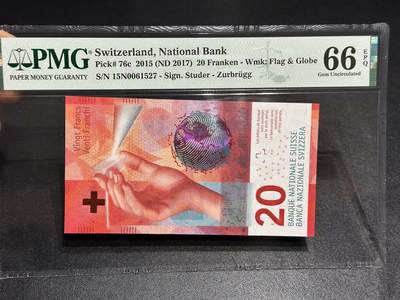 PMG
PAPER MONEY GUARANTY
Switzerland, National Bank
Pick# 76c 2015 (ND 2017) 20 Franken - Wmk: Flag & Globe
S/N 15N0061527 - Sign. Studer - Zurbrügg
66 EPQ
Gem Uncirculated
Vingt Francs
Venti Franchi
20
BANQUE NATIONALE SUISSE
BANCA NAZIONALE SVIZZERA